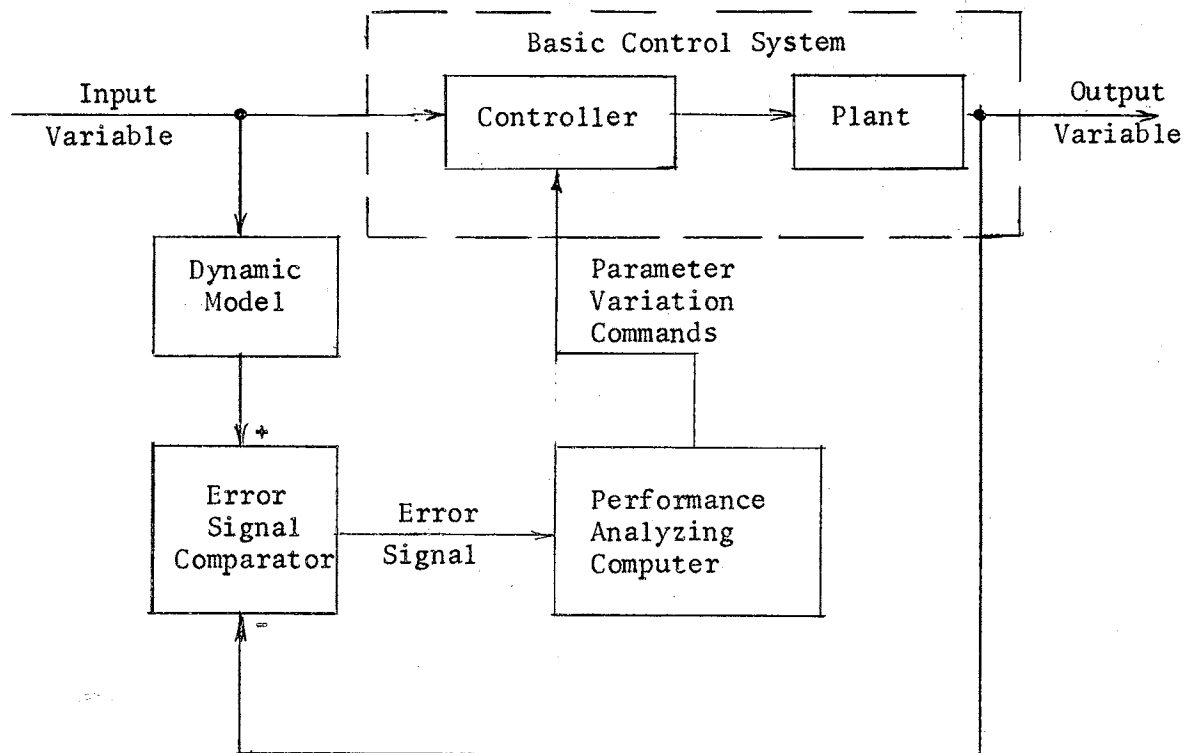 Basic Control System
Input
Variable
Controller
Plant
Output
Variable
Dynamic
Model
Parameter
Variation
Commands
+
Error
Signal
Comparator
Error
Signal
Performance
Analyzing
Computer
-